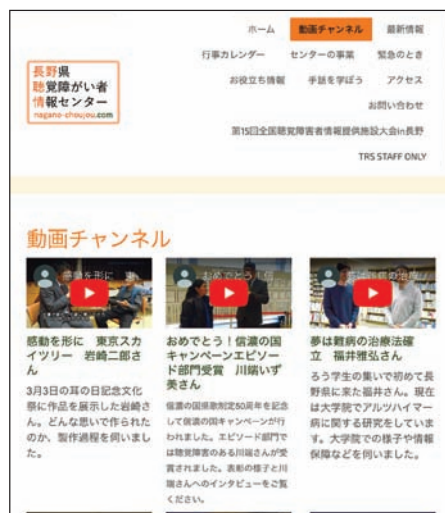 ホーム 動画チャンネル 最新情報
行事カレンダー センターの事業 緊急のとき
お役立ち情報 手話を学ぼう アクセス
お問い合わせ
第15回全国聴覚障害者情報提供施設大会in長野
TRS STAFF ONLY
長野県
聴覚障がい者
情報センター
nagano-choujou.com
動画チャンネル
感動を形に 東
感動を形に 東京スカ
イツリー 岩崎二郎さ
ん
3月3日の耳の日記念文化
祭に作品を展示した岩崎さ
ん。どんな思いで作られた
のか、製作過程を伺いまし
た。
おめでとう！信
おめでとう！信濃の国
キャンペーンエピソー
ド部門受賞 川端いず
美さん
信濃の国県歌制定50周年を記念
して信濃の国キャンペーンが行
われました。エピソード部門で
は聴覚障害のある川端さんが受
賞されました。表彰の様子と川
端さんへのインタビューをご覧
ください。
夢は難病の治療法確
立 福井雅弘さん
ろう学生の集いで初めて長
野県に来た福井さん。現在
は大学院でアルツハイマー
病に関する研究をしていま
す。大学院での様子や情報
保障などを伺いました。